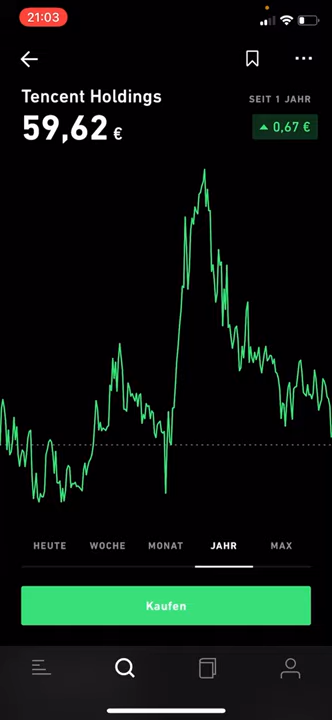 21:03
Tencent Holdings
SEIT 1 JAHR
59,62 €
0,67 €
HEUTE WOCHE MONAT JAHR MAX
Kaufen